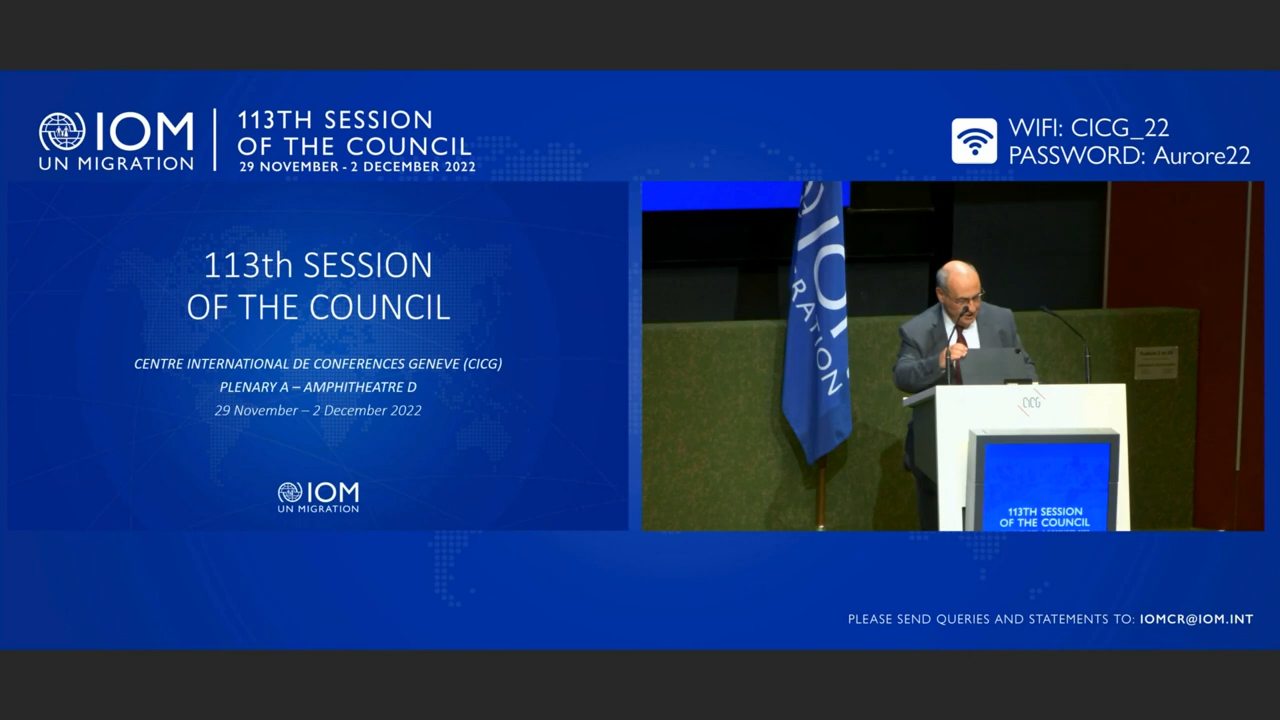 IOM
UN MIGRATION
113TH SESSION
OF THE COUNCIL
29 NOVEMBER - 2 DECEMBER 2022
WIFI: CICG_22
PASSWORD: Aurore22
113th SESSION
OF THE COUNCIL
CENTRE INTERNATIONAL DE CONFERENCES GENEVE (CICG)
PLENARY A – AMPHITHEATRE D
29 November – 2 December 2022
IOM
UN MIGRATION
IO
RATION
CICG
113TH SESSION
OF THE COUNCIL
PLEASE SEND QUERIES AND STATEMENTS TO: IOMCR@IOM.INT